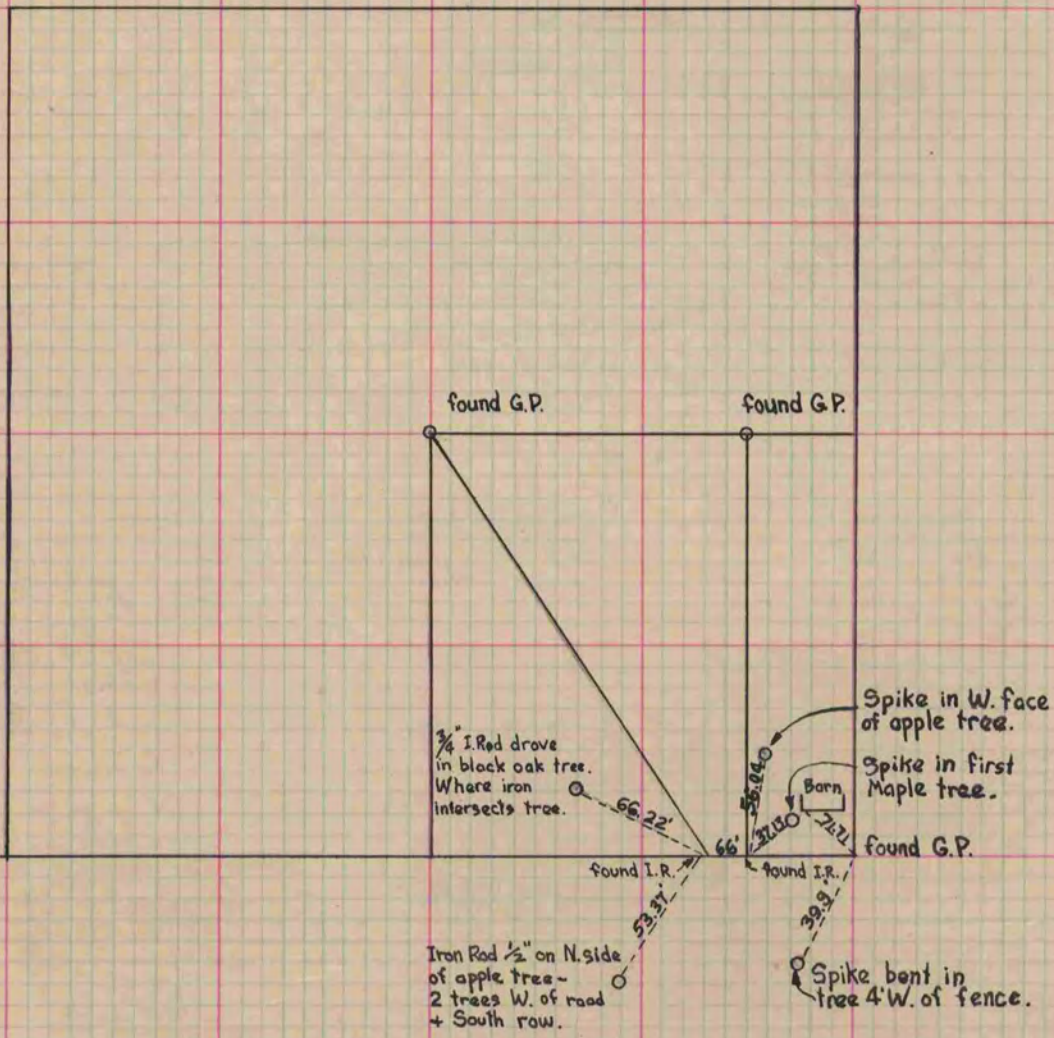 found G.P.
found G.P.
Spike in W. face
of apple tree.
3/4" I.Rod drove
in black oak tree.
Where iron
intersects tree.
Spike in first
Maple tree.
Barn
56.04
66.22'
37.13
71.71
66'
found G.P.
found I.R.
found I.R.
53.37'
39.9'
Iron Rod 1/2" on N. side
of apple tree -
2 trees W. of road
+ South row.
Spike bent in
tree 4' W. of fence.